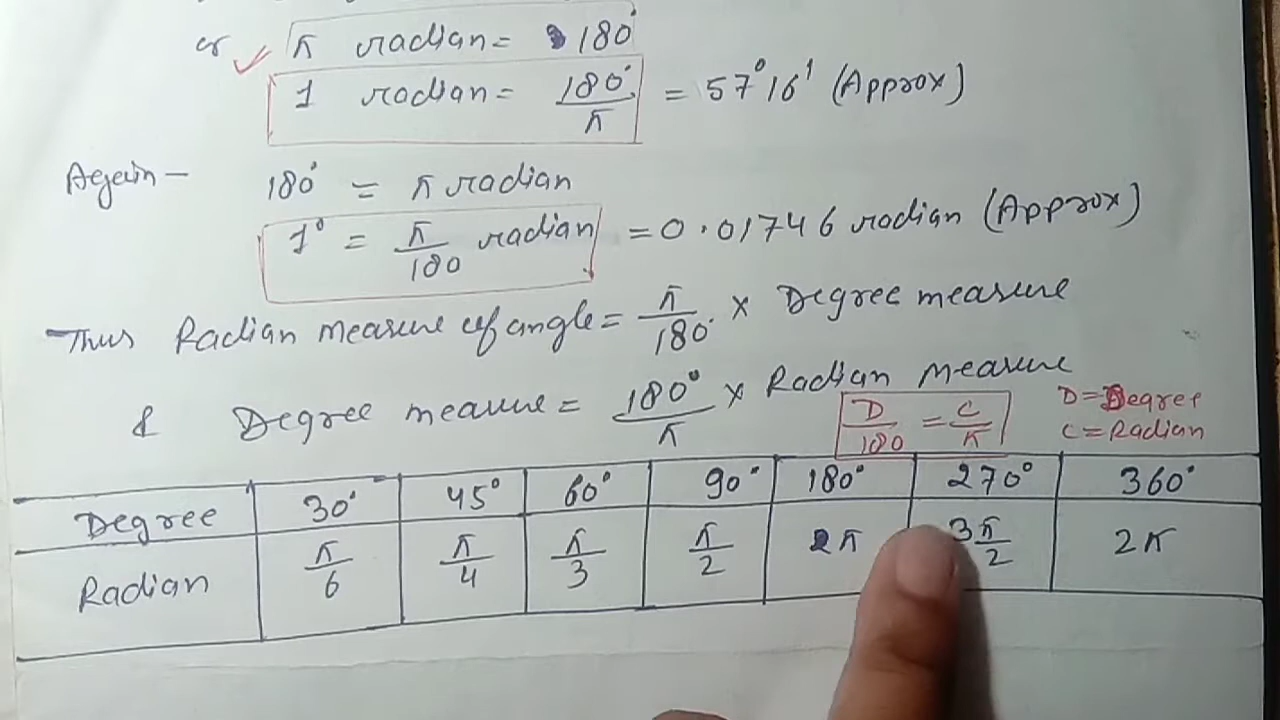 or π radian = 180°
1 radian = 180°/π = 57°16' (Approx)
Again - 180° = π radian
1° = π/180 radian = 0.01746 radian (Approx)
Thus Radian measure of angle = π/180° × Degree measure
& Degree measure = 180°/π × Radian measure
D/180 = C/π
D = Degree
C = Radian
Degree 30° 45° 60° 90° 180° 270° 360°
Radian π/6 π/4 π/3 π/2 2π 3π/2 2π